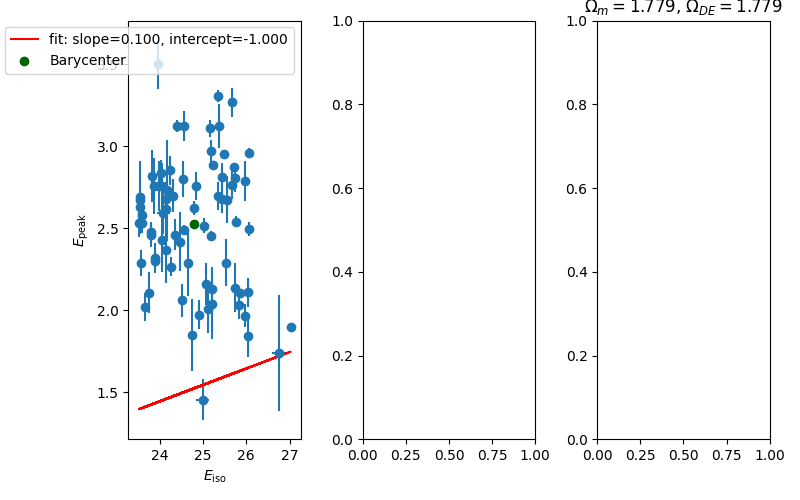 fit: slope=0.100, intercept=-1.000
Barycenter
3.5
3.0
2.5
2.0
1.5
E_peak
24 25 26 27
E_iso
1.0
0.8
0.6
0.4
0.2
0.0
0.00 0.25 0.50 0.75 1.00
Ω_m = 1.779, Ω_DE = 1.779
1.0
0.8
0.6
0.4
0.2
0.0
0.00 0.25 0.50 0.75 1.00